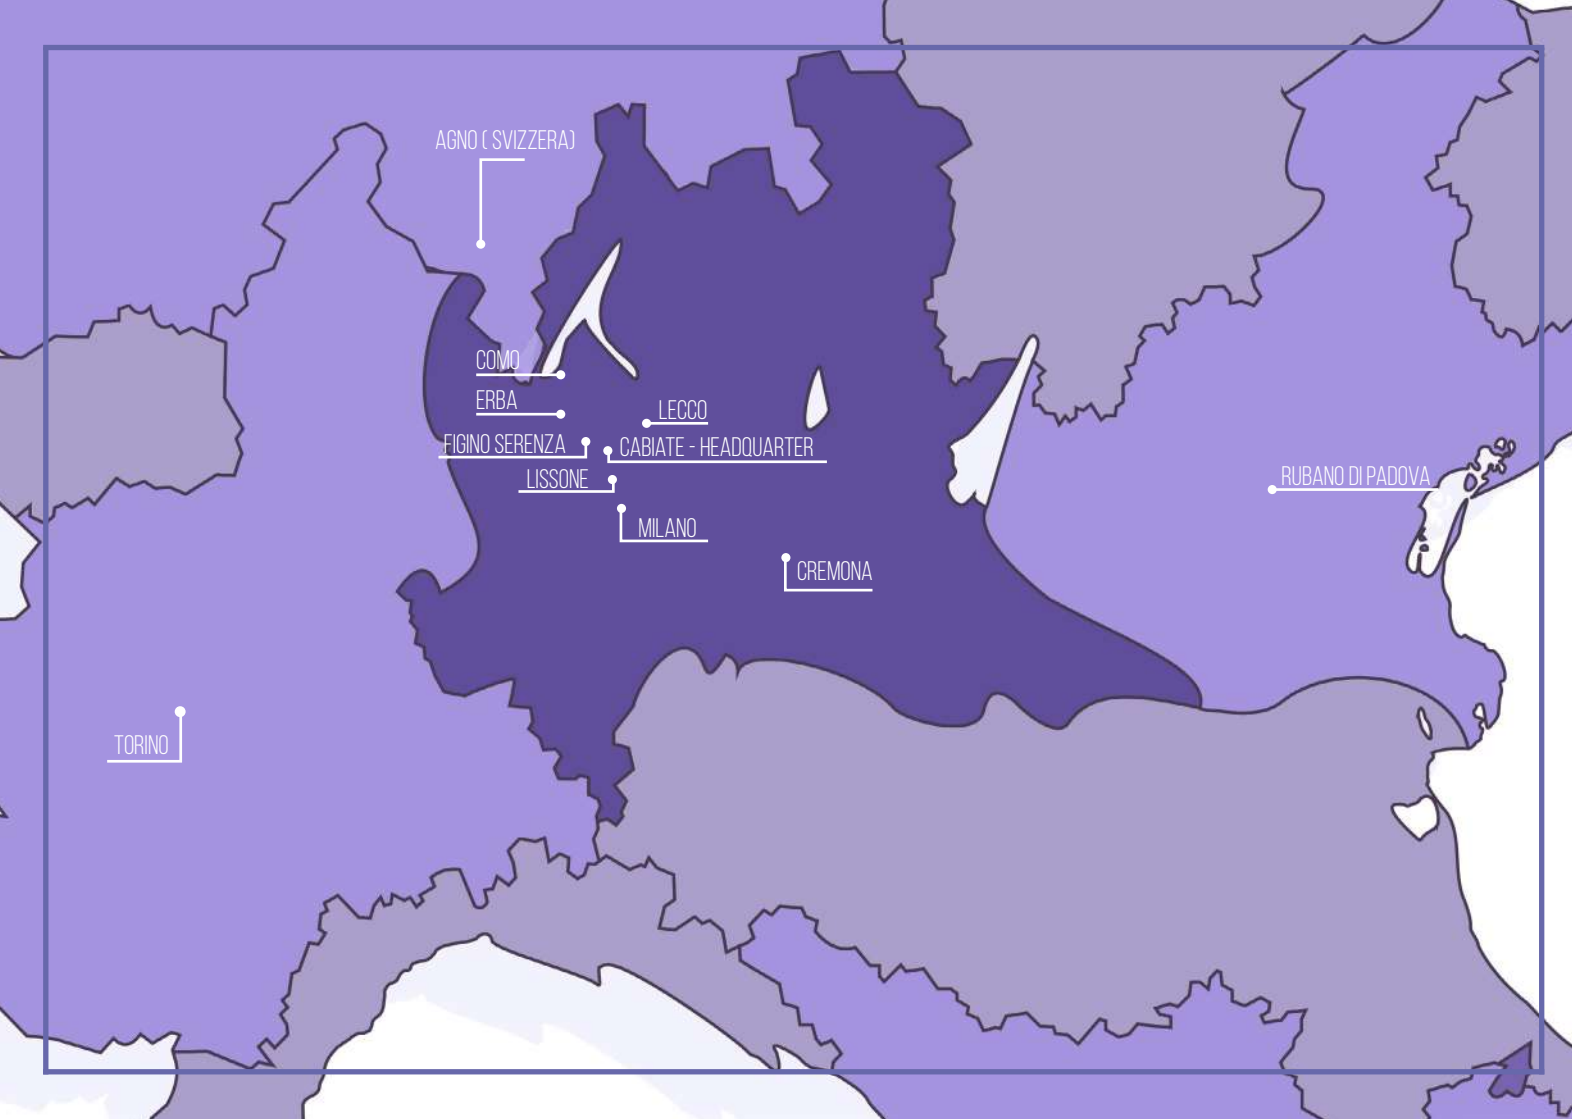 AGNO ( SVIZZERA)
COMO
ERBA
LECCO
FIGINO SERENZA
CABIATE - HEADQUARTER
LISSONE
RUBANO DI PADOVA
MILANO
CREMONA
TORINO